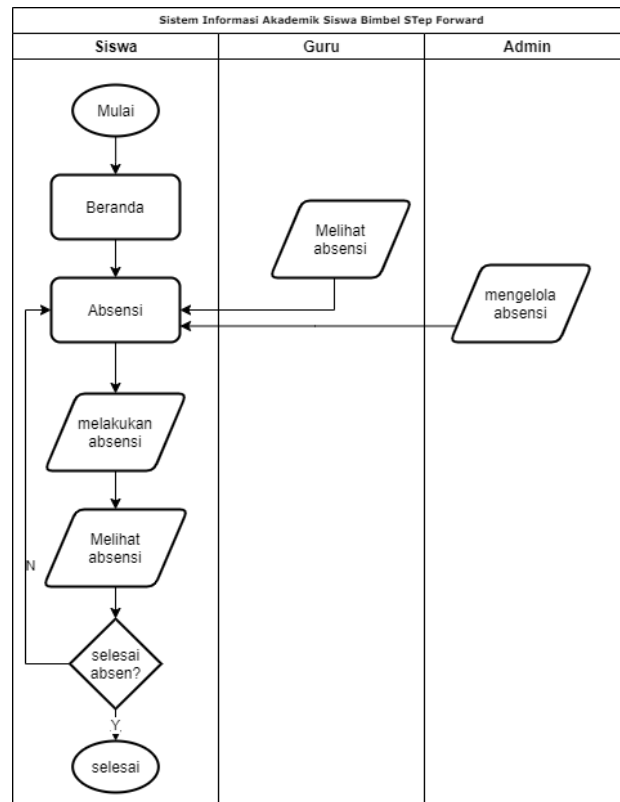 Sistem Informasi Akademik Siswa Bimbel STep Forward
Siswa
Guru
Admin
Mulai
Beranda
Melihat
absensi
Absensi
mengelola
absensi
melakukan
absensi
Melihat
absensi
N
selesai
absen?
Y
selesai